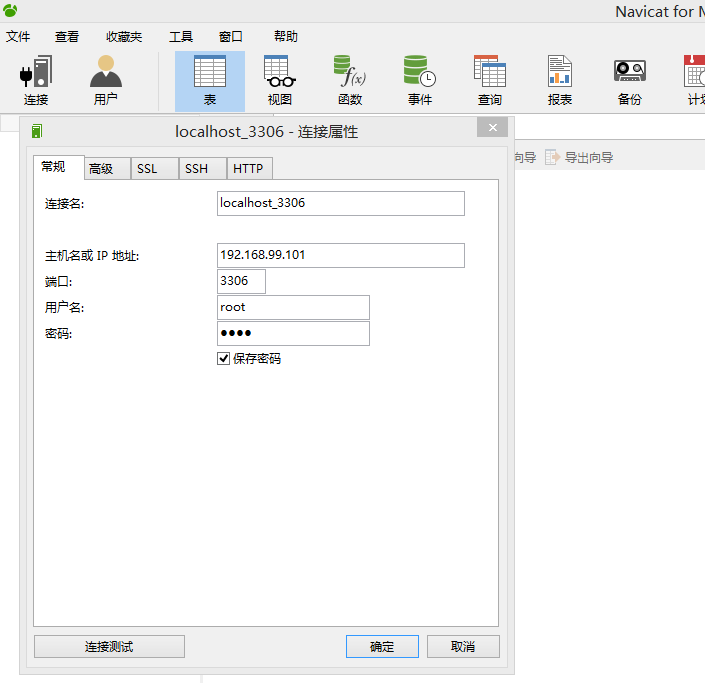 Navicat for M
文件 查看 收藏夹 工具 窗口 帮助
连接 用户 表 视图 函数 事件 查询 报表 备份
f(x)
localhost_3306 - 连接属性
向导 导出向导
常规 高级 SSL SSH HTTP
连接名: localhost_3306
主机名或 IP 地址: 192.168.99.101
端口: 3306
用户名: root
密码: ●●●●
保存密码
连接测试 确定 取消